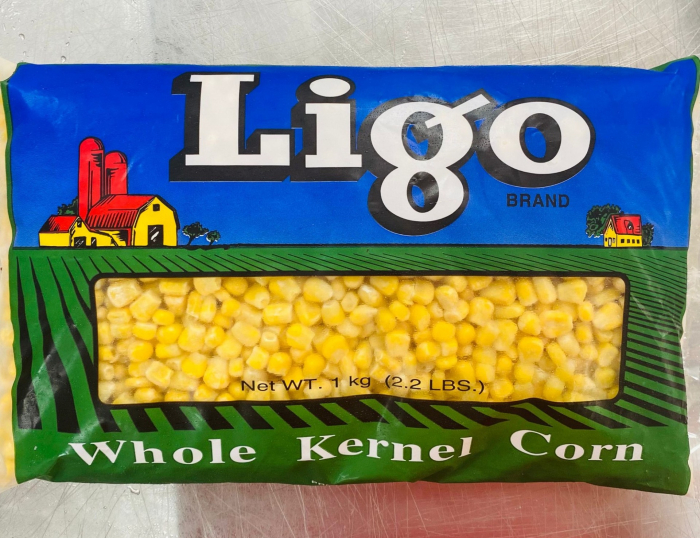 Ligo
BRAND
Net WT. 1 kg (2.2 LBS.)
Whole Kernel Corn